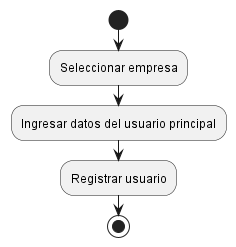 Seleccionar empresa
Ingresar datos del usuario principal
Registrar usuario